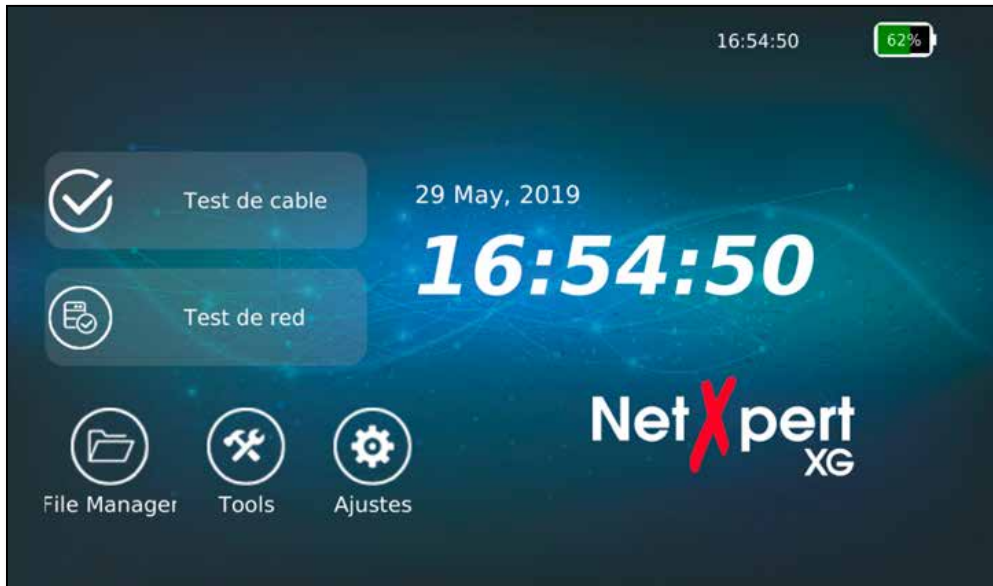 16:54:50
62%
Test de cable
29 May, 2019
16:54:50
Test de red
NetXpert
XG
File Manager
Tools
Ajustes